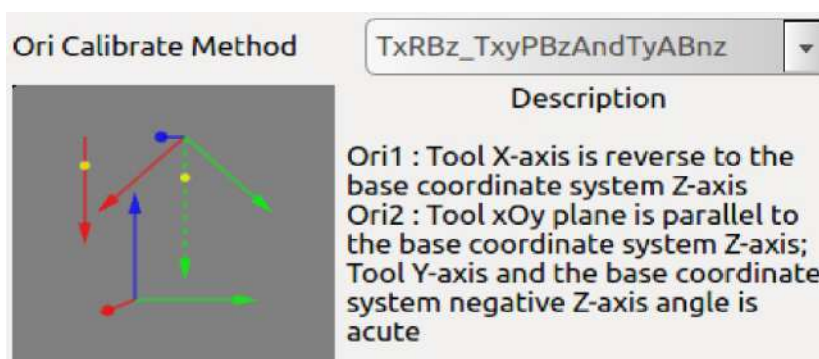 Ori Calibrate Method
TxRBz_TxyPBzAndTyABnz
Description
Ori1 : Tool X-axis is reverse to the
base coordinate system Z-axis
Ori2 : Tool xOy plane is parallel to
the base coordinate system Z-axis;
Tool Y-axis and the base coordinate
system negative Z-axis angle is
acute